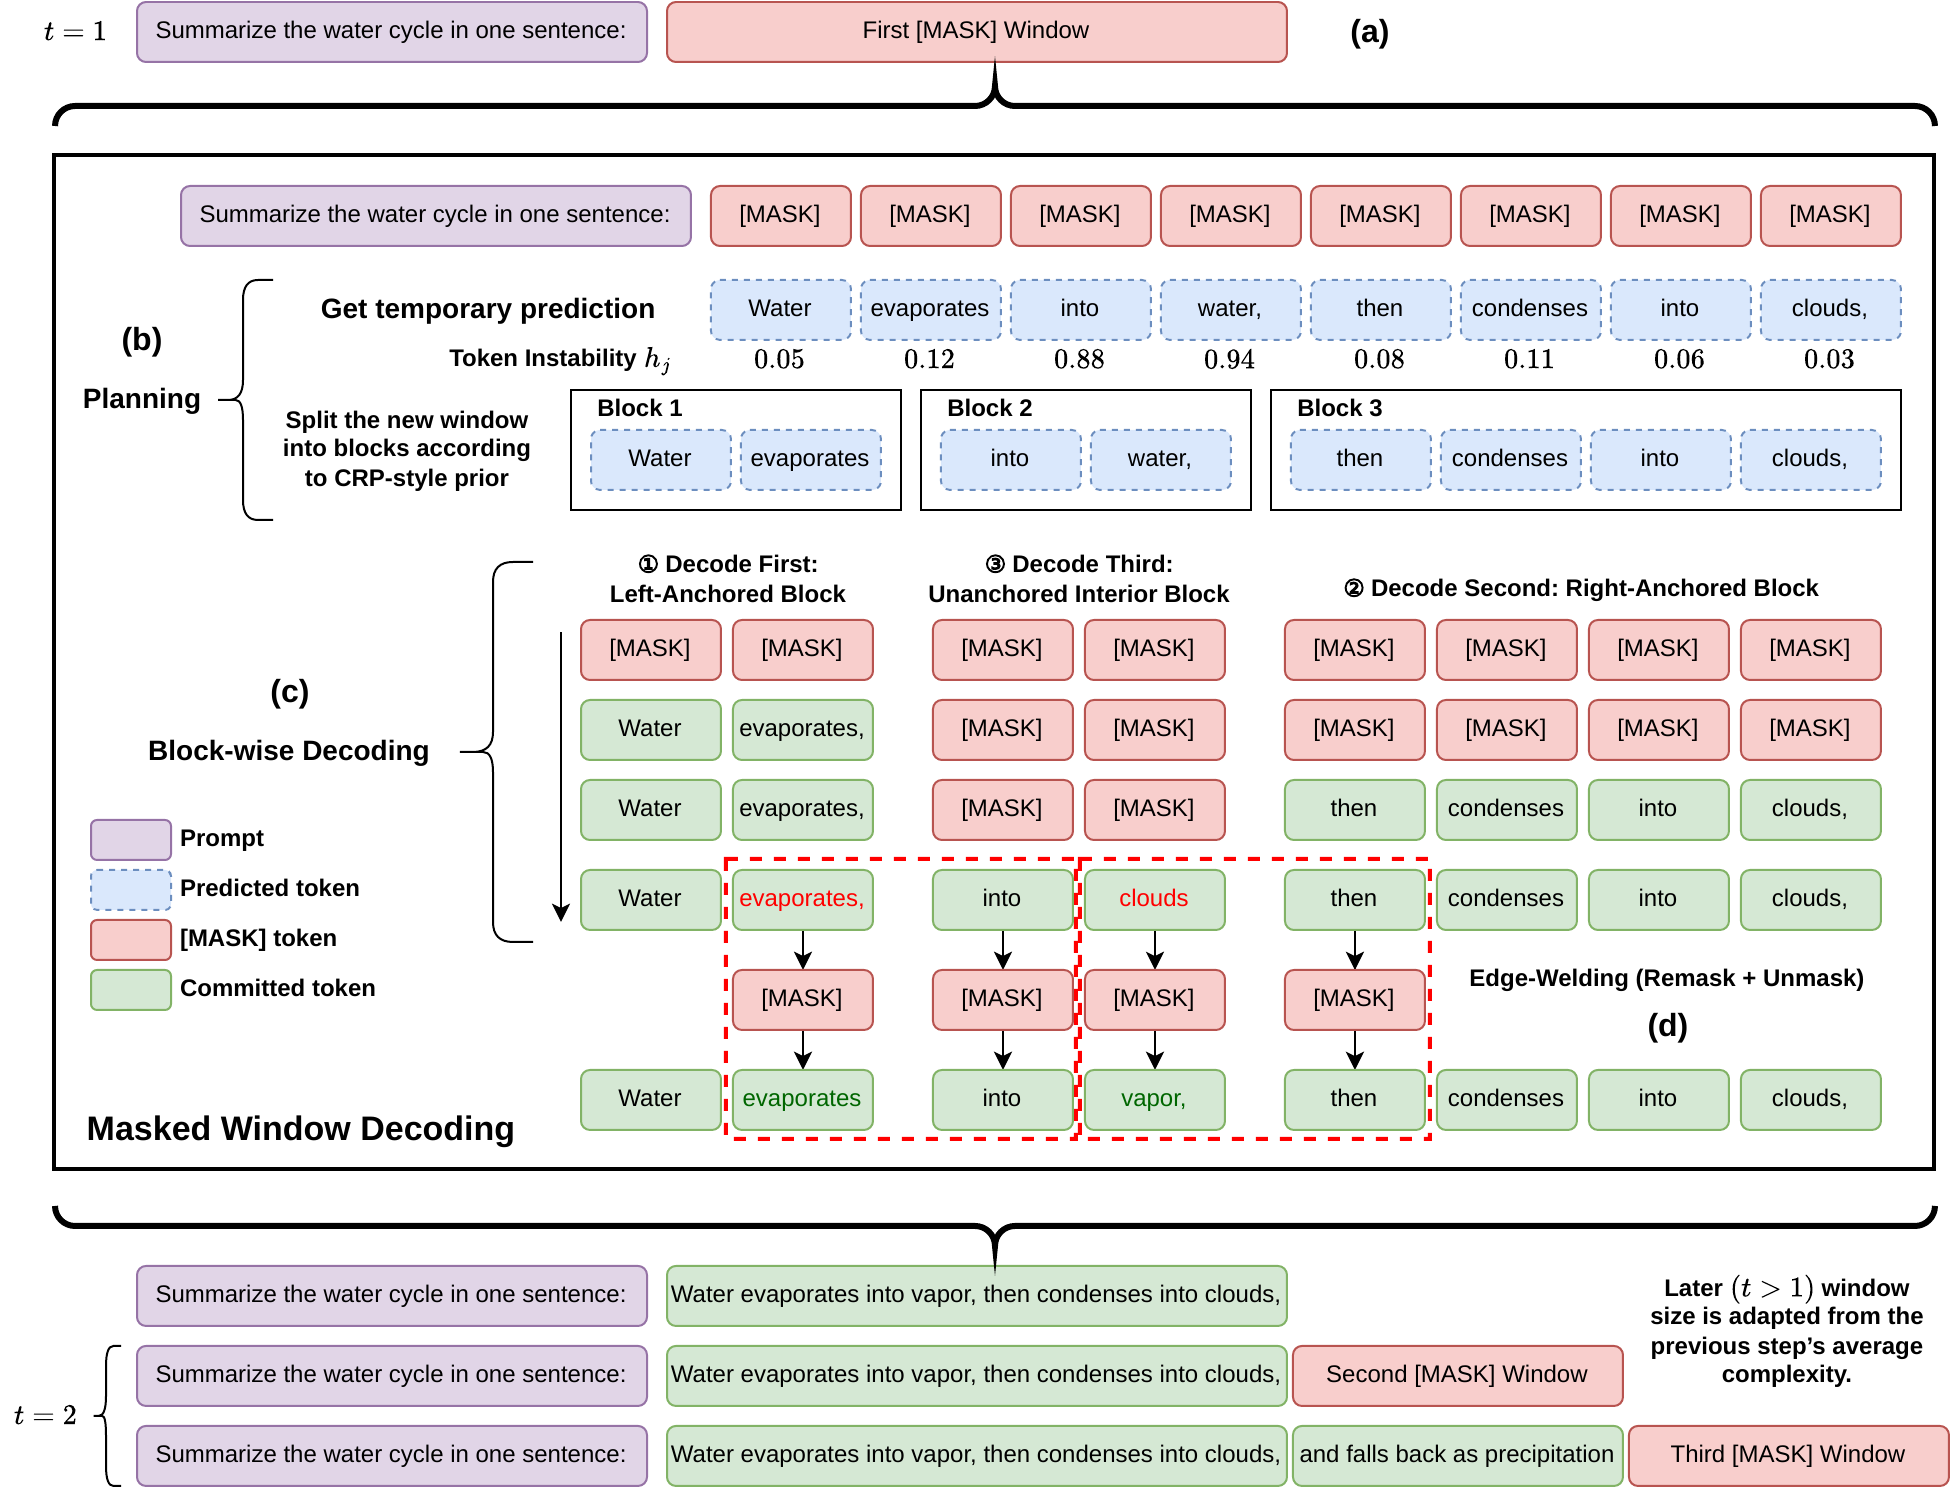 t = 1
Summarize the water cycle in one sentence:
First [MASK] Window
(a)
Summarize the water cycle in one sentence:
[MASK] [MASK] [MASK] [MASK] [MASK] [MASK] [MASK] [MASK]
(b)
Planning
Get temporary prediction
Water evaporates into water, then condenses into clouds,
Token Instability h_j
0.05 0.12 0.88 0.94 0.08 0.11 0.06 0.03
Split the new window
into blocks according
to CRP-style prior
Block 1
Water evaporates
Block 2
into water,
Block 3
then condenses into clouds,
(c)
Block-wise Decoding
① Decode First:
Left-Anchored Block
③ Decode Third:
Unanchored Interior Block
② Decode Second: Right-Anchored Block
[MASK] [MASK] [MASK] [MASK] [MASK] [MASK] [MASK] [MASK]
Water evaporates, [MASK] [MASK] [MASK] [MASK] [MASK] [MASK]
Water evaporates, [MASK] [MASK] then condenses into clouds,
Water evaporates, into clouds then condenses into clouds,
[MASK] [MASK] [MASK] [MASK]
Edge-Welding (Remask + Unmask)
(d)
Water evaporates into vapor, then condenses into clouds,
Prompt
Predicted token
[MASK] token
Committed token
Masked Window Decoding
Summarize the water cycle in one sentence:
Water evaporates into vapor, then condenses into clouds,
Later (t > 1) window
size is adapted from the
previous step’s average
complexity.
t = 2
Summarize the water cycle in one sentence:
Water evaporates into vapor, then condenses into clouds,
Second [MASK] Window
Summarize the water cycle in one sentence:
Water evaporates into vapor, then condenses into clouds,
and falls back as precipitation
Third [MASK] Window